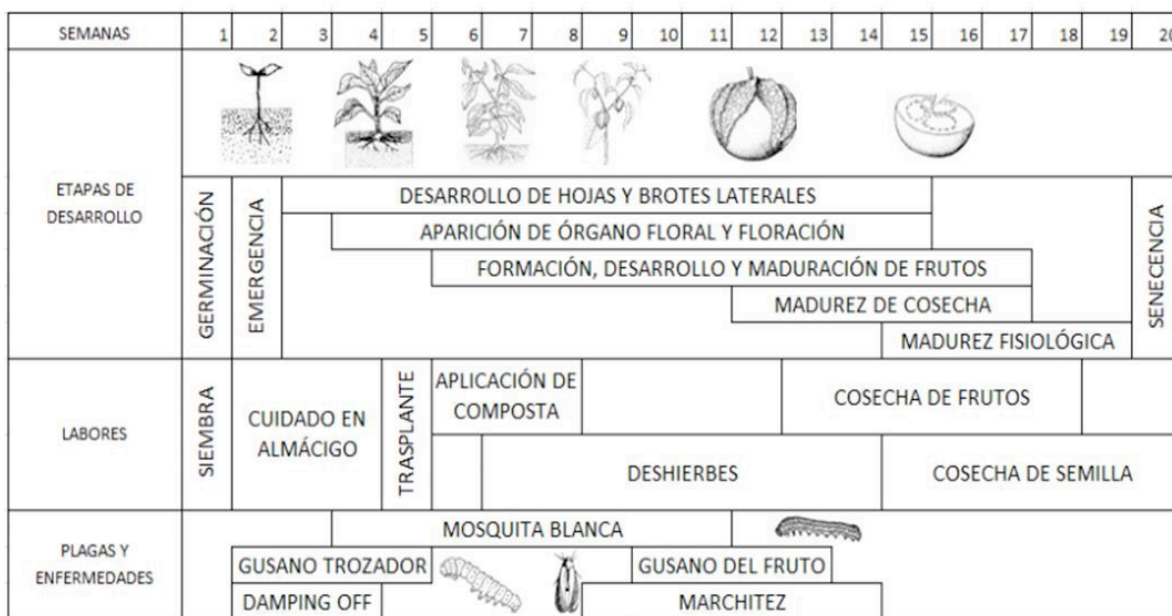 SEMANAS 1 2 3 4 5 6 7 8 9 10 11 12 13 14 15 16 17 18 19 20
ETAPAS DE
DESARROLLO
GERMINACIÓN
EMERGENCIA
DESARROLLO DE HOJAS Y BROTES LATERALES
APARICIÓN DE ÓRGANO FLORAL Y FLORACIÓN
FORMACIÓN, DESARROLLO Y MADURACIÓN DE FRUTOS
MADUREZ DE COSECHA
MADUREZ FISIOLÓGICA
SENECENCIA
LABORES
SIEMBRA
CUIDADO EN
ALMÁCIGO
TRASPLANTE
APLICACIÓN DE
COMPOSTA
COSECHA DE FRUTOS
DESHIERBES
COSECHA DE SEMILLA
PLAGAS Y
ENFERMEDADES
MOSQUITA BLANCA
GUSANO TROZADOR
GUSANO DEL FRUTO
DAMPING OFF
MARCHITEZ